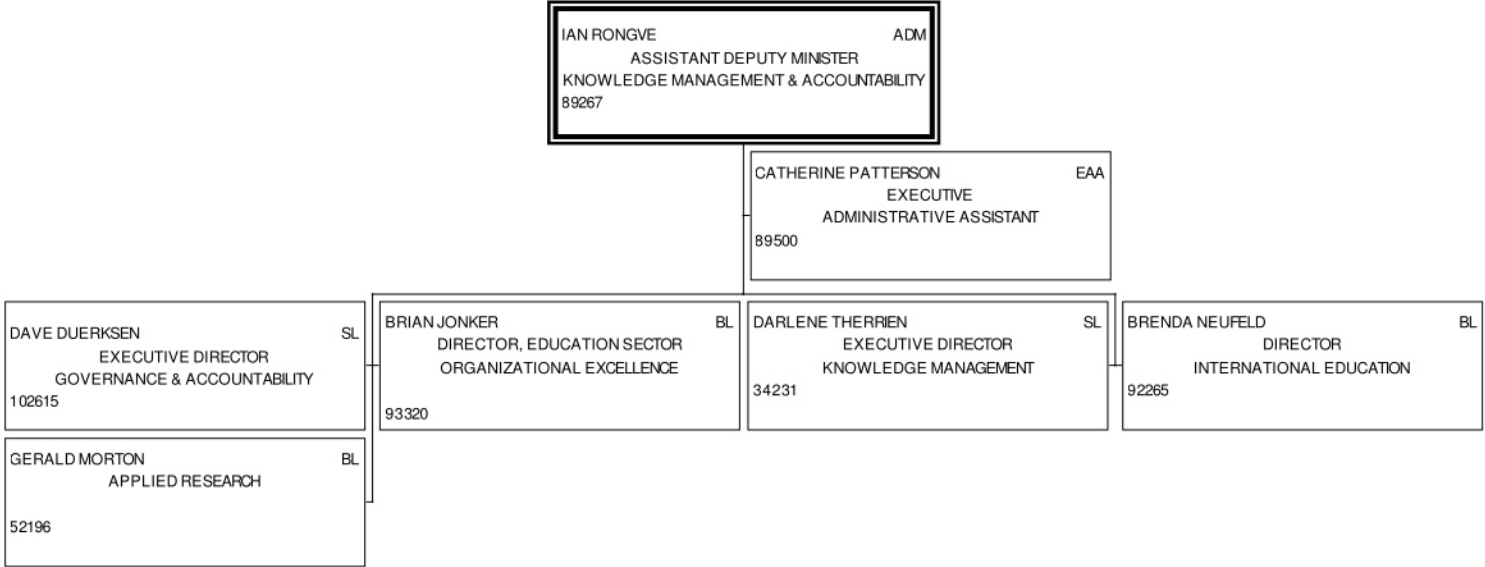 IAN RONGVE ADM
ASSISTANT DEPUTY MINISTER
KNOWLEDGE MANAGEMENT & ACCOUNTABILITY
89267
CATHERINE PATTERSON EAA
EXECUTIVE
ADMINISTRATIVE ASSISTANT
89500
DAVE DUERKSEN SL
EXECUTIVE DIRECTOR
GOVERNANCE & ACCOUNTABILITY
102615
BRIAN JONKER BL
DIRECTOR, EDUCATION SECTOR
ORGANIZATIONAL EXCELLENCE
93320
DARLENE THERRIEN SL
EXECUTIVE DIRECTOR
KNOWLEDGE MANAGEMENT
34231
BRENDA NEUFELD BL
DIRECTOR
INTERNATIONAL EDUCATION
92265
GERALD MORTON BL
APPLIED RESEARCH
52196